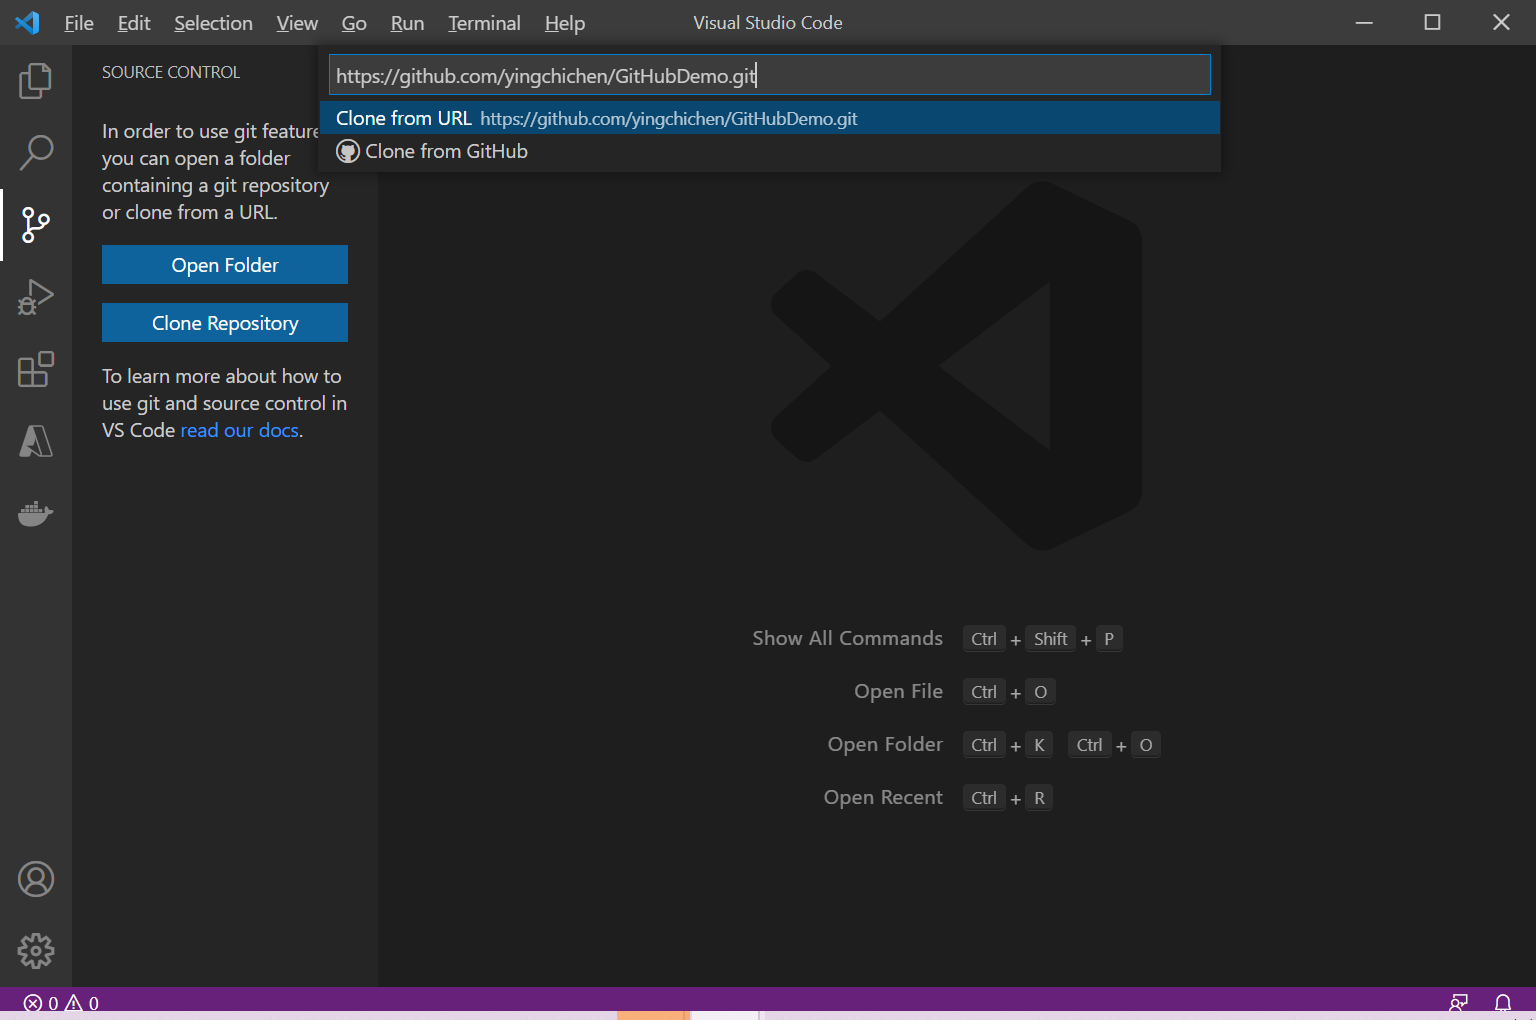 File Edit Selection View Go Run Terminal Help Visual Studio Code
https://github.com/yingchichen/GitHubDemo.git
Clone from URL https://github.com/yingchichen/GitHubDemo.git
Clone from GitHub
SOURCE CONTROL
In order to use git feature
you can open a folder
containing a git repository
or clone from a URL.
Open Folder
Clone Repository
To learn more about how to
use git and source control in
VS Code read our docs.
Show All Commands Ctrl + Shift + P
Open File Ctrl + O
Open Folder Ctrl + K Ctrl + O
Open Recent Ctrl + R
0 0